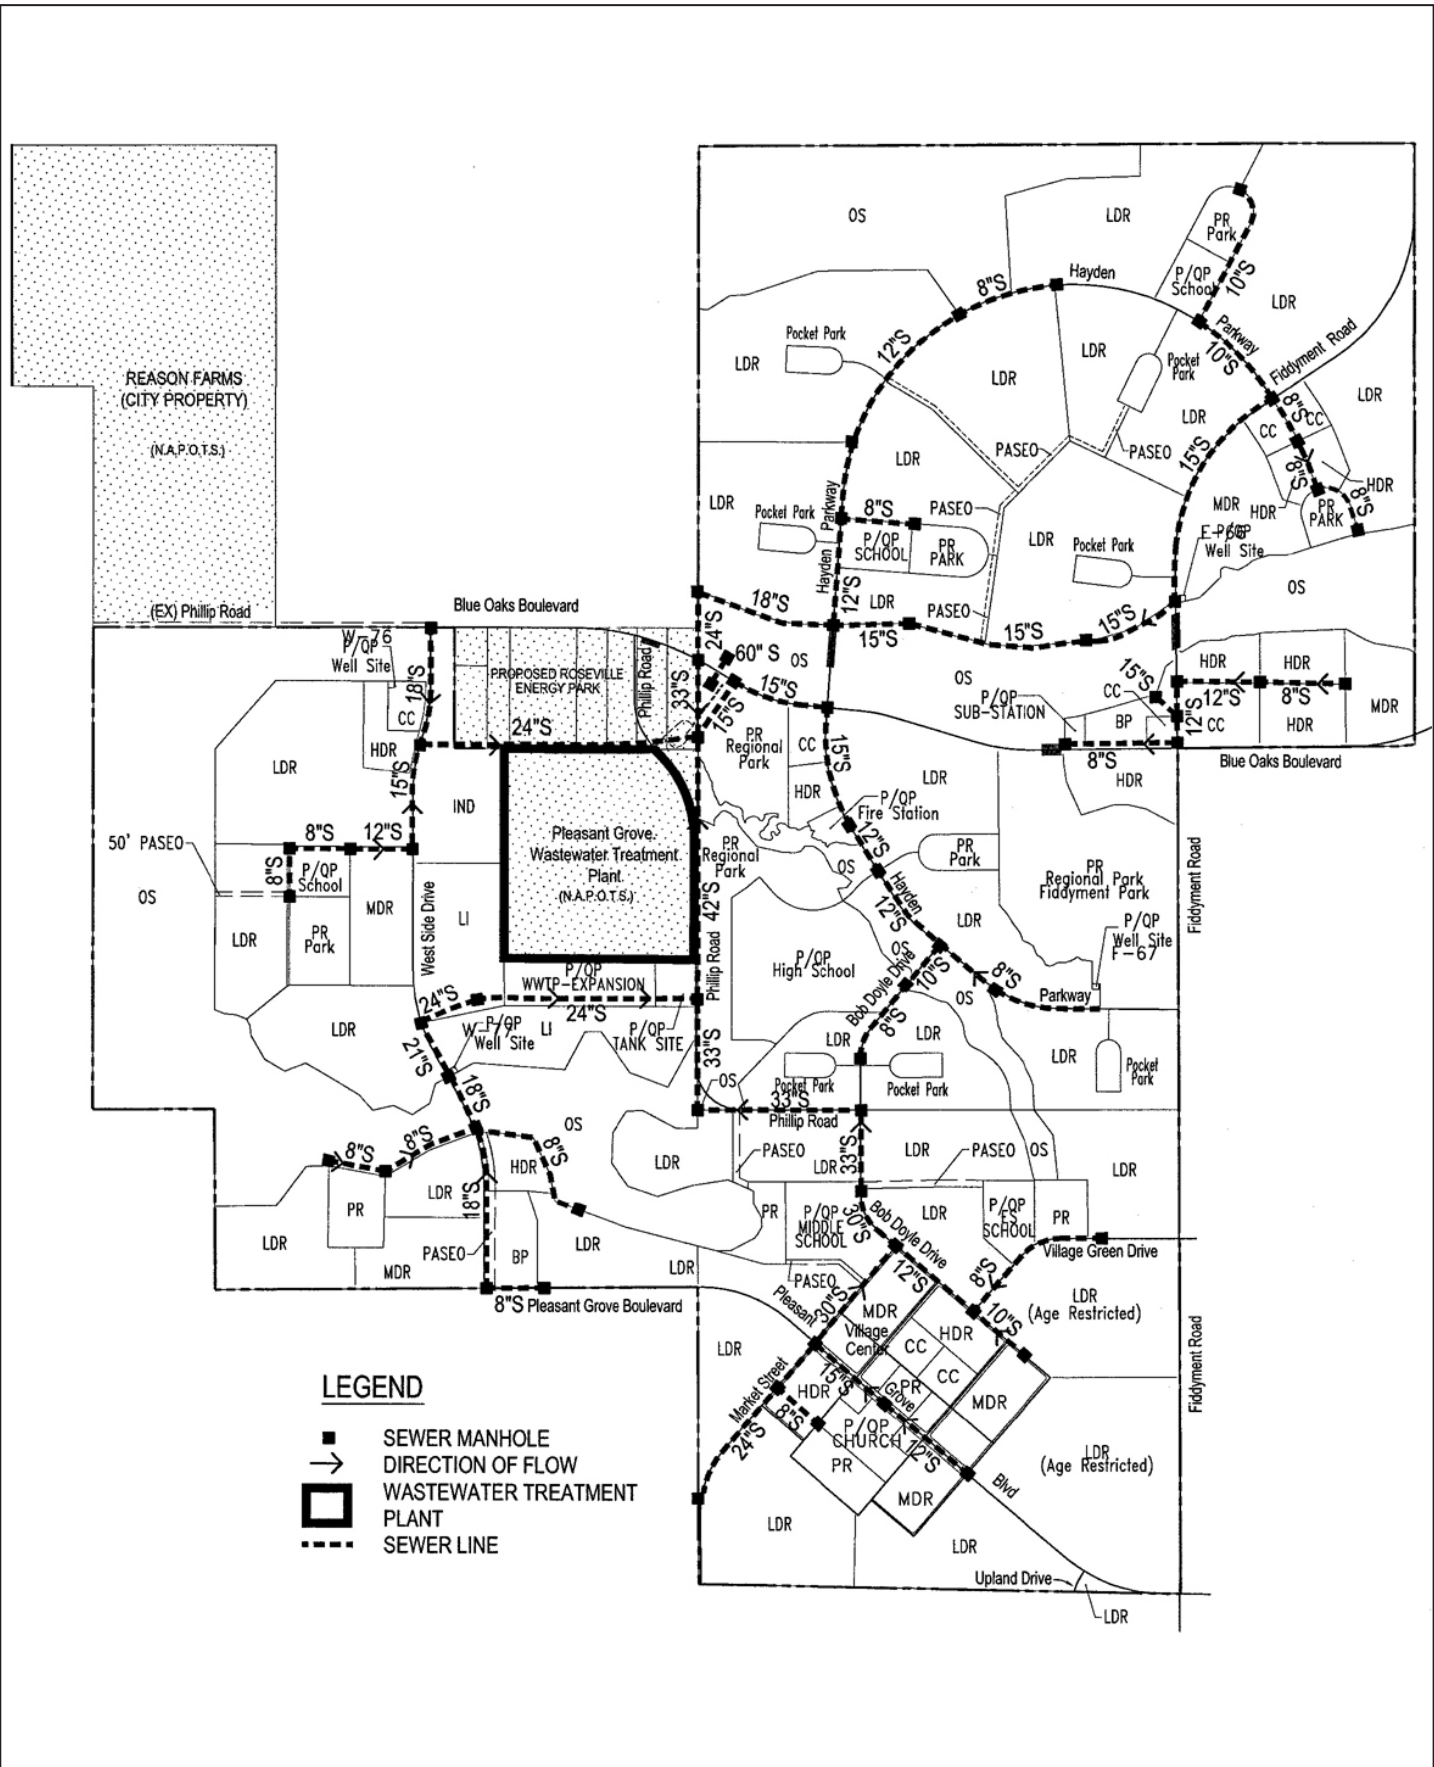 OS
LDR
PR
Park
Hayden
P/QP
School
10"S
8"S
LDR
Parkway
Fiddyment Road
12"S
Pocket Park
LDR
LDR
LDR
Pocket
Park
10"S
REASON FARMS
(CITY PROPERTY)
(N.A.P.O.T.S.)
LDR
LDR
8"S
CC
CC
15"S
PASEO
PASEO
LDR
8"S
HDR
8"S
LDR
Hayden Parkway
8"S
PASEO
MDR
HDR
PR
PARK
Pocket Park
P/QP
SCHOOL
PR
PARK
LDR
Pocket Park
Well Site
OS
12"S
LDR
PASEO
18"S
15"S
15"S
15"S
(EX) Phillip Road
Blue Oaks Boulevard
24"S
W-76
P/QP
Well Site
18"S
PROPOSED ROSEVILLE
ENERGY PARK
Phillip Road
33"S
60" S
OS
15"S
15"S
OS
P/QP
SUB-STATION
15"S
CC
HDR
HDR
12"S
8"S
BP
12"S
CC
HDR
MDR
8"S
HDR
Blue Oaks Boulevard
CC
HDR
LDR
24"S
15"S
IND
PR
Regional
Park
CC
15"S
HDR
LDR
P/QP
Fire Station
12"S
50' PASEO
8"S
12"S
8"S
P/QP
School
OS
MDR
LDR
PR
Park
West Side Drive
LI
Pleasant Grove
Wastewater Treatment
Plant
(N.A.P.O.T.S.)
PR
Regional
Park
42"S
OS
PR
Park
Hayden
12"S
LDR
PR
Regional Park
Fiddyment Park
Fiddyment Road
P/QP
Well Site
F-67
P/QP
High School
Phillip Road
OS
Bob Doyle Drive
10"S
8"S
OS
Parkway
P/QP
WWTP-EXPANSION
24"S
24"S
LDR
LI
P/QP
TANK SITE
W-77
P/QP
Well Site
21"S
18"S
33"S
8"S
LDR
LDR
LDR
OS
Pocket Park
Pocket Park
Pocket
Park
33"S
Phillip Road
OS
8"S
8"S
8"S
HDR
LDR
PASEO
LDR
33"S
LDR
PASEO
OS
LDR
PR
LDR
18"S
PR
P/QP
MIDDLE
SCHOOL
30"S
Bob Doyle Drive
LDR
P/QP
ES
SCHOOL
PR
Village Green Drive
LDR
PASEO
BP
LDR
MDR
LDR
PASEO
12"S
8"S
8"S Pleasant Grove Boulevard
Pleasant
30"S
MDR
Village
Center
CC
HDR
10"S
LDR
(Age Restricted)
LDR
Market Street
HDR
15"S
PR
Grove
CC
MDR
Fiddyment Road
8"S
24"S
P/QP
CHURCH
12"S
PR
MDR
Blvd
LDR
(Age Restricted)
LDR
LDR
Upland Drive
LDR
LEGEND
SEWER MANHOLE
DIRECTION OF FLOW
WASTEWATER TREATMENT
PLANT
SEWER LINE